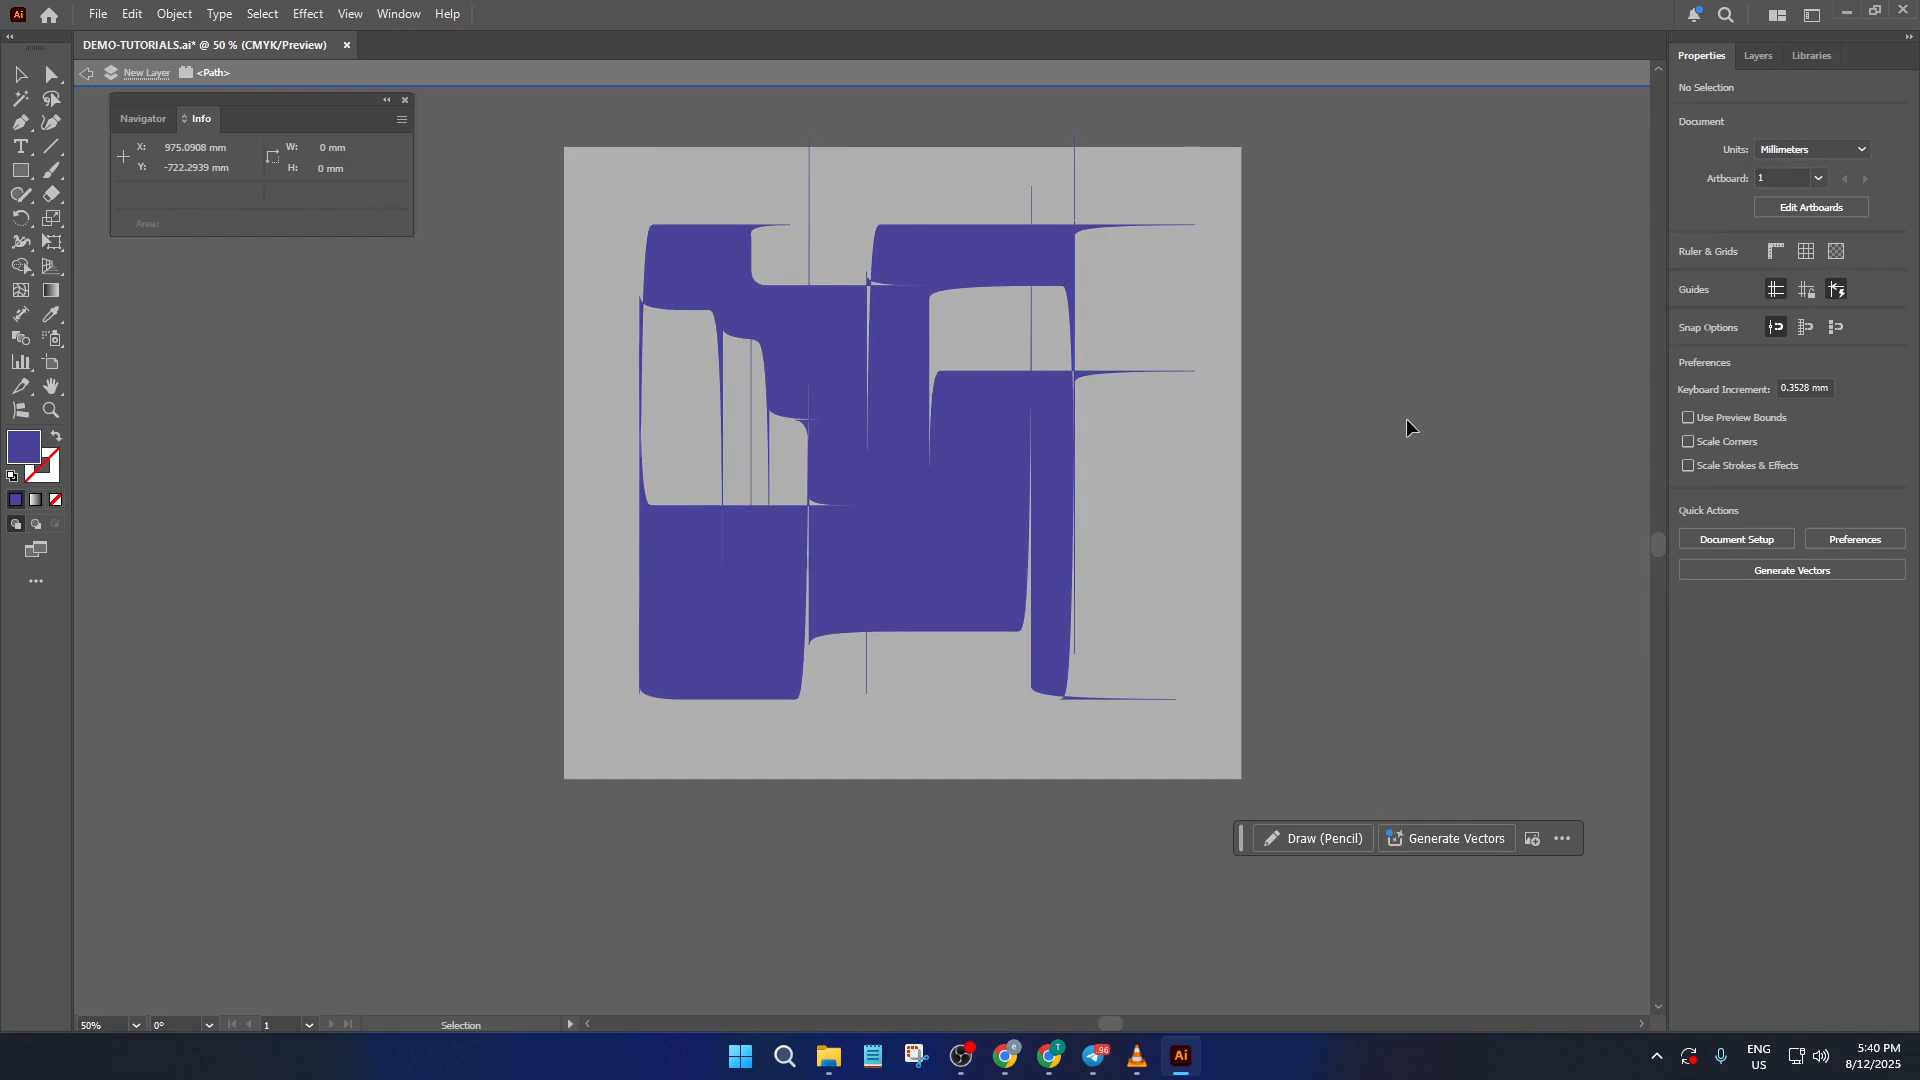 Ai
File
Edit
Object
Type
Select
Effect
View
Window
Help
DEMO-TUTORIALS.ai* @ 50 % (CMYK/Preview)
New Layer
<Path>
Navigator
Info
X: 975.0908 mm
Y: -722.2939 mm
W: 0 mm
H: 0 mm
Area:
Properties
Layers
Libraries
No Selection
Document
Units: Millimeters
Artboard: 1
Edit Artboards
Ruler & Grids
Guides
Snap Options
Preferences
Keyboard Increment: 0.3528 mm
Use Preview Bounds
Scale Corners
Scale Strokes & Effects
Quick Actions
Document Setup
Preferences
Generate Vectors
Draw (Pencil)
Generate Vectors
50%
0°
1
Selection
96
Ai
ENG
US
5:40 PM
8/12/2025